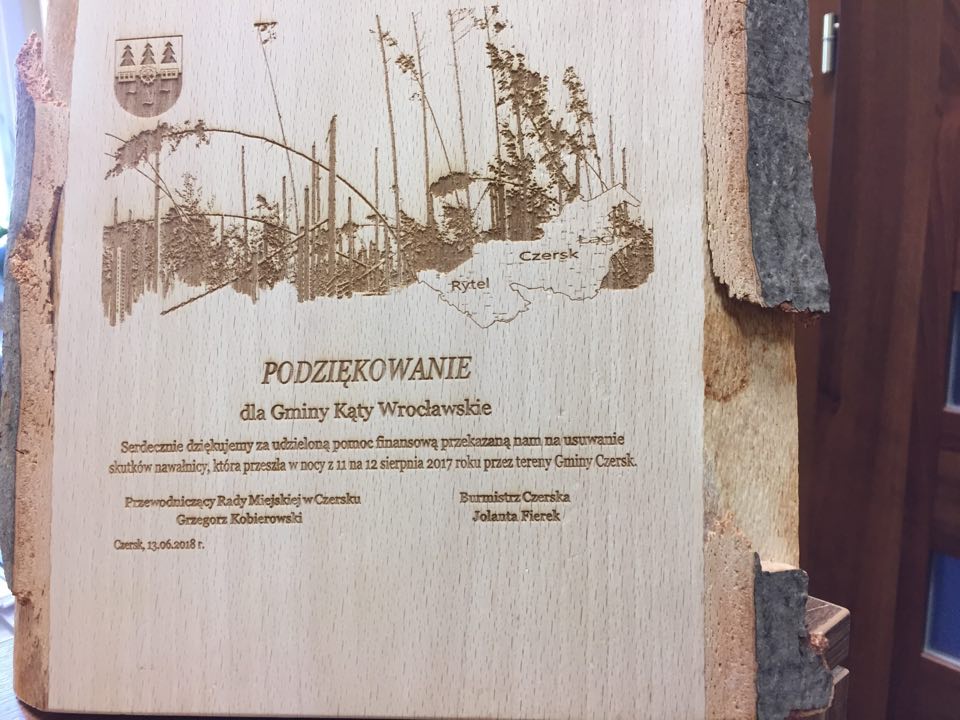 Łąg
Czersk
Rytel
PODZIĘKOWANIE
dla Gminy Kąty Wrocławskie
Serdecznie dziękujemy za udzieloną pomoc finansową przekazaną nam na usuwanie
skutków nawałnicy, która przeszła w nocy z 11 na 12 sierpnia 2017 roku przez tereny Gminy Czersk.
Przewodniczący Rady Miejskiej w Czersku
Grzegorz Kobierowski
Burmistrz Czerska
Jolanta Fierek
Czersk, 13.06.2018 r.